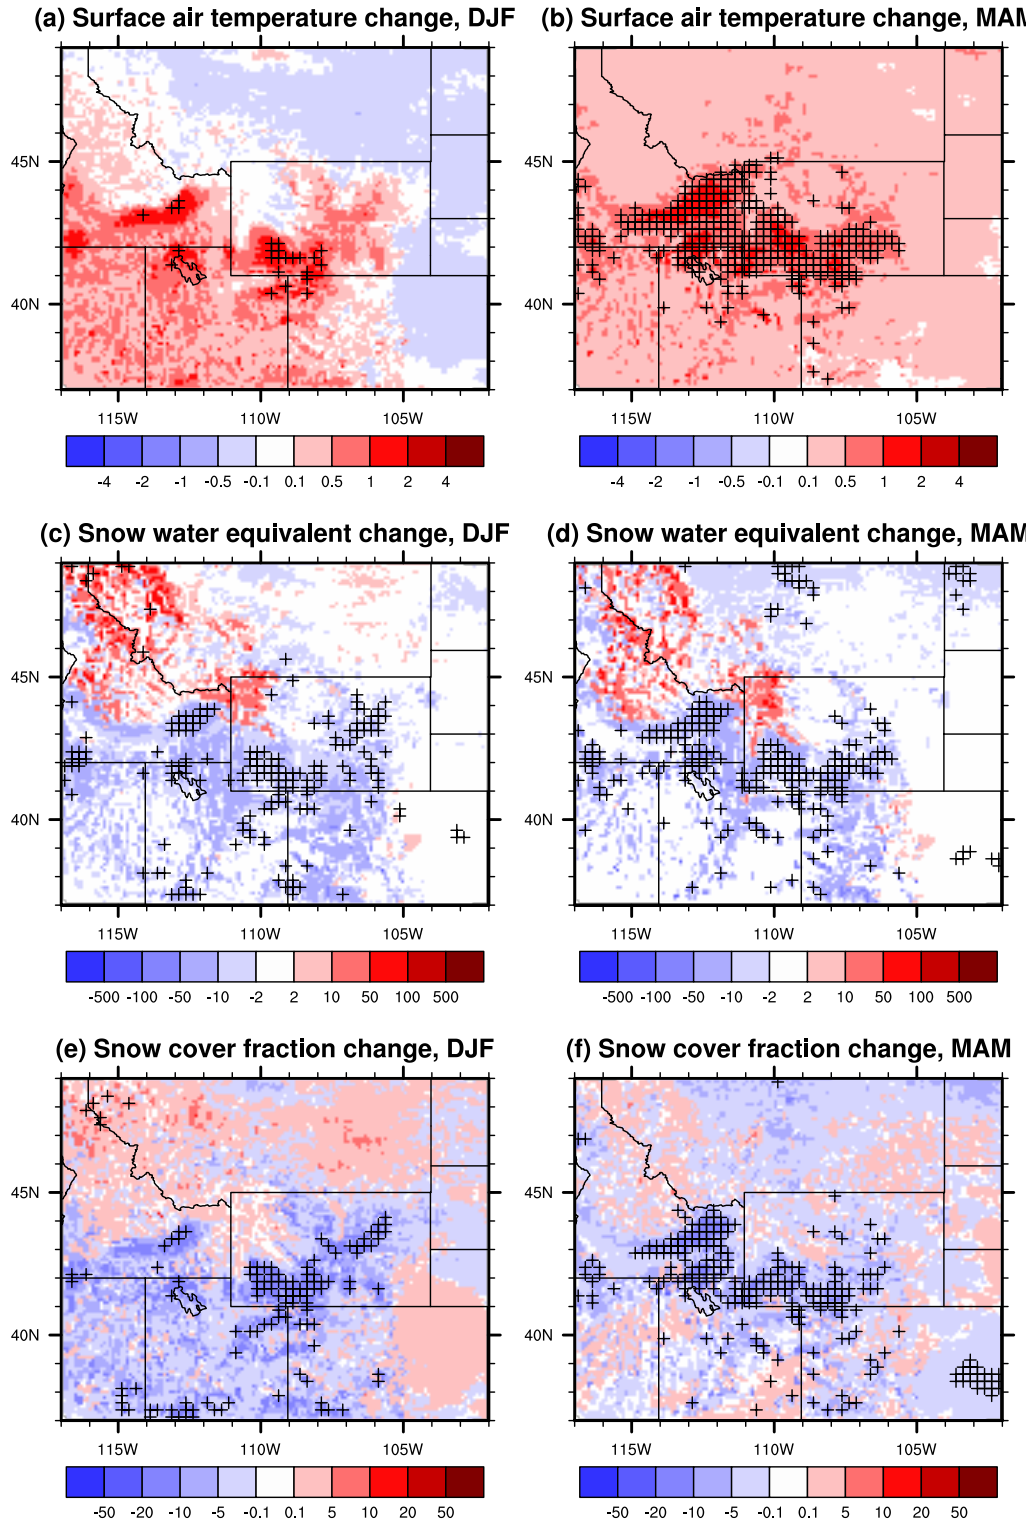 (a) Surface air temperature change, DJF
(b) Surface air temperature change, MAM
45N
40N
115W 110W 105W
-4 -2 -1 -0.5 -0.1 0.1 0.5 1 2 4
45N
40N
115W 110W 105W
-4 -2 -1 -0.5 -0.1 0.1 0.5 1 2 4
(c) Snow water equivalent change, DJF
(d) Snow water equivalent change, MAM
45N
40N
115W 110W 105W
-500 -100 -50 -10 -2 2 10 50 100 500
45N
40N
115W 110W 105W
-500 -100 -50 -10 -2 2 10 50 100 500
(e) Snow cover fraction change, DJF
(f) Snow cover fraction change, MAM
45N
40N
115W 110W 105W
-50 -20 -10 -5 -0.1 0.1 5 10 20 50
45N
40N
115W 110W 105W
-50 -20 -10 -5 -0.1 0.1 5 10 20 50